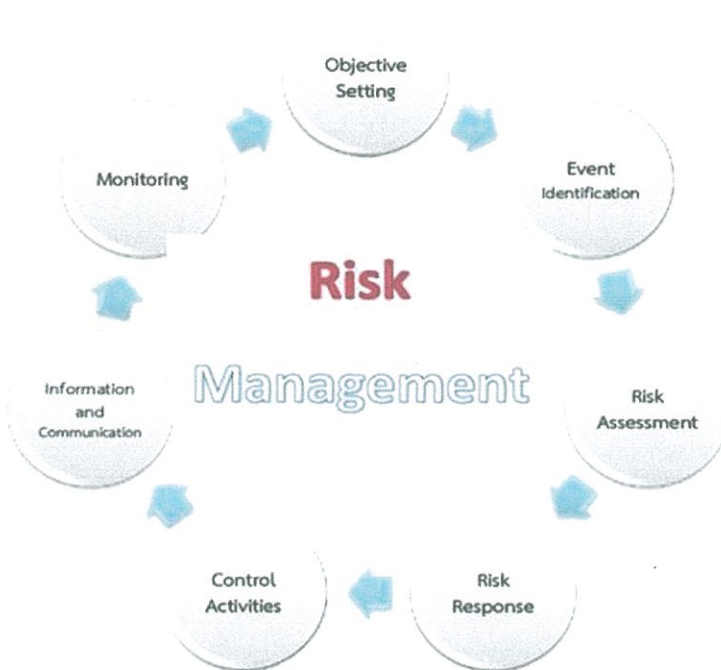 Objective
Setting
Event
Identification
Risk
Assessment
Risk
Response
Control
Activities
Information
and
Communication
Monitoring
Risk
Management